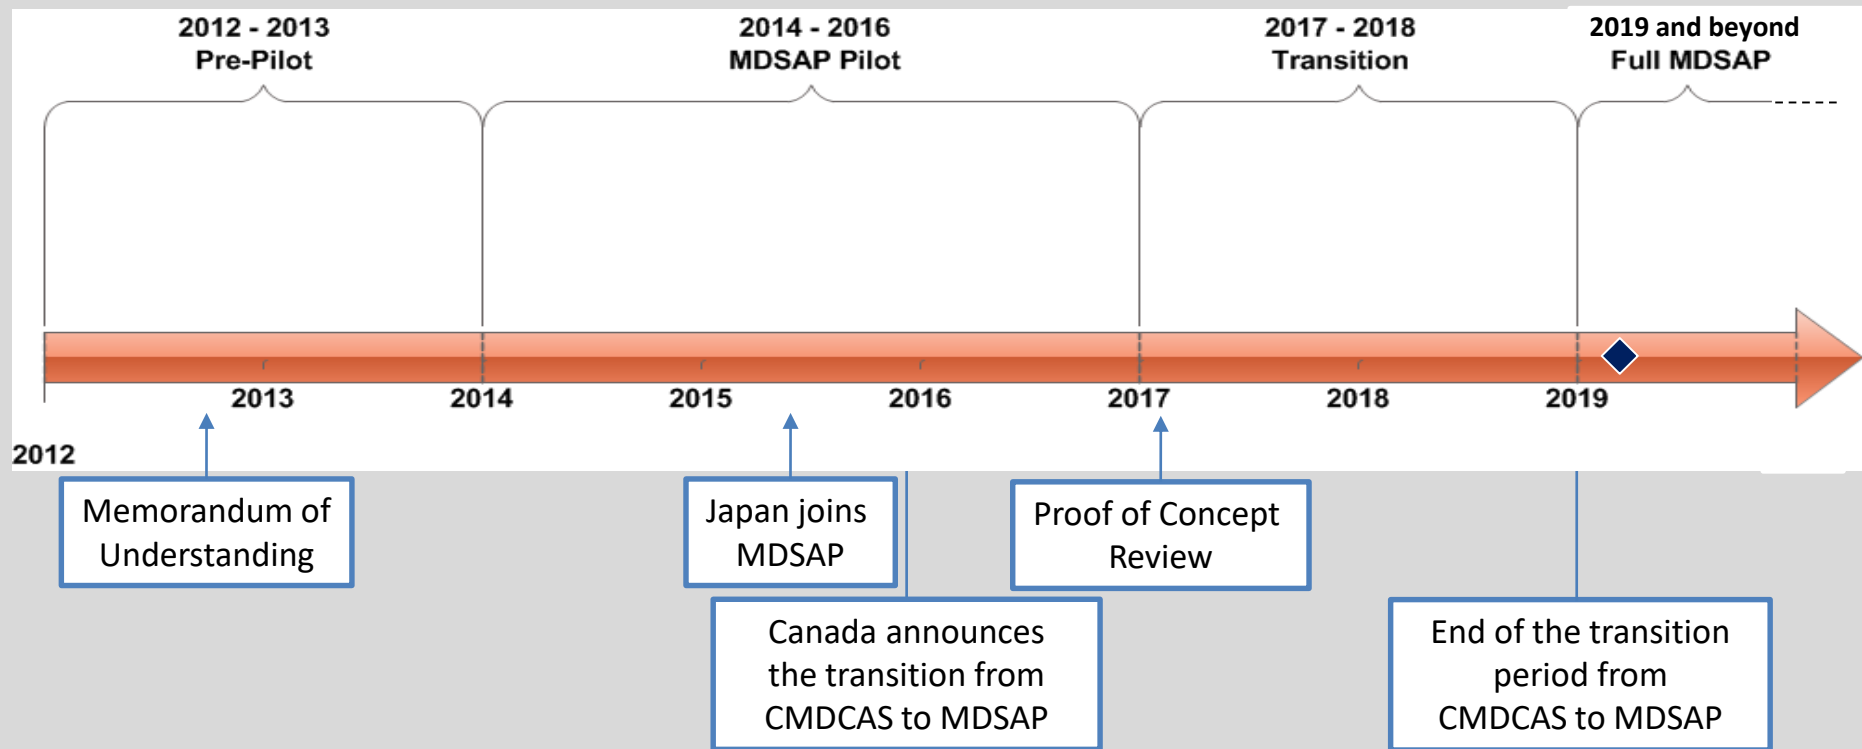 2012 - 2013
Pre-Pilot
2014 - 2016
MDSAP Pilot
2017 - 2018
Transition
2019 and beyond
Full MDSAP
2013
2014
2015
2016
2017
2018
2019
2012
Memorandum of
Understanding
Japan joins
MDSAP
Proof of Concept
Review
Canada announces
the transition from
CMDCAS to MDSAP
End of the transition
period from
CMDCAS to MDSAP